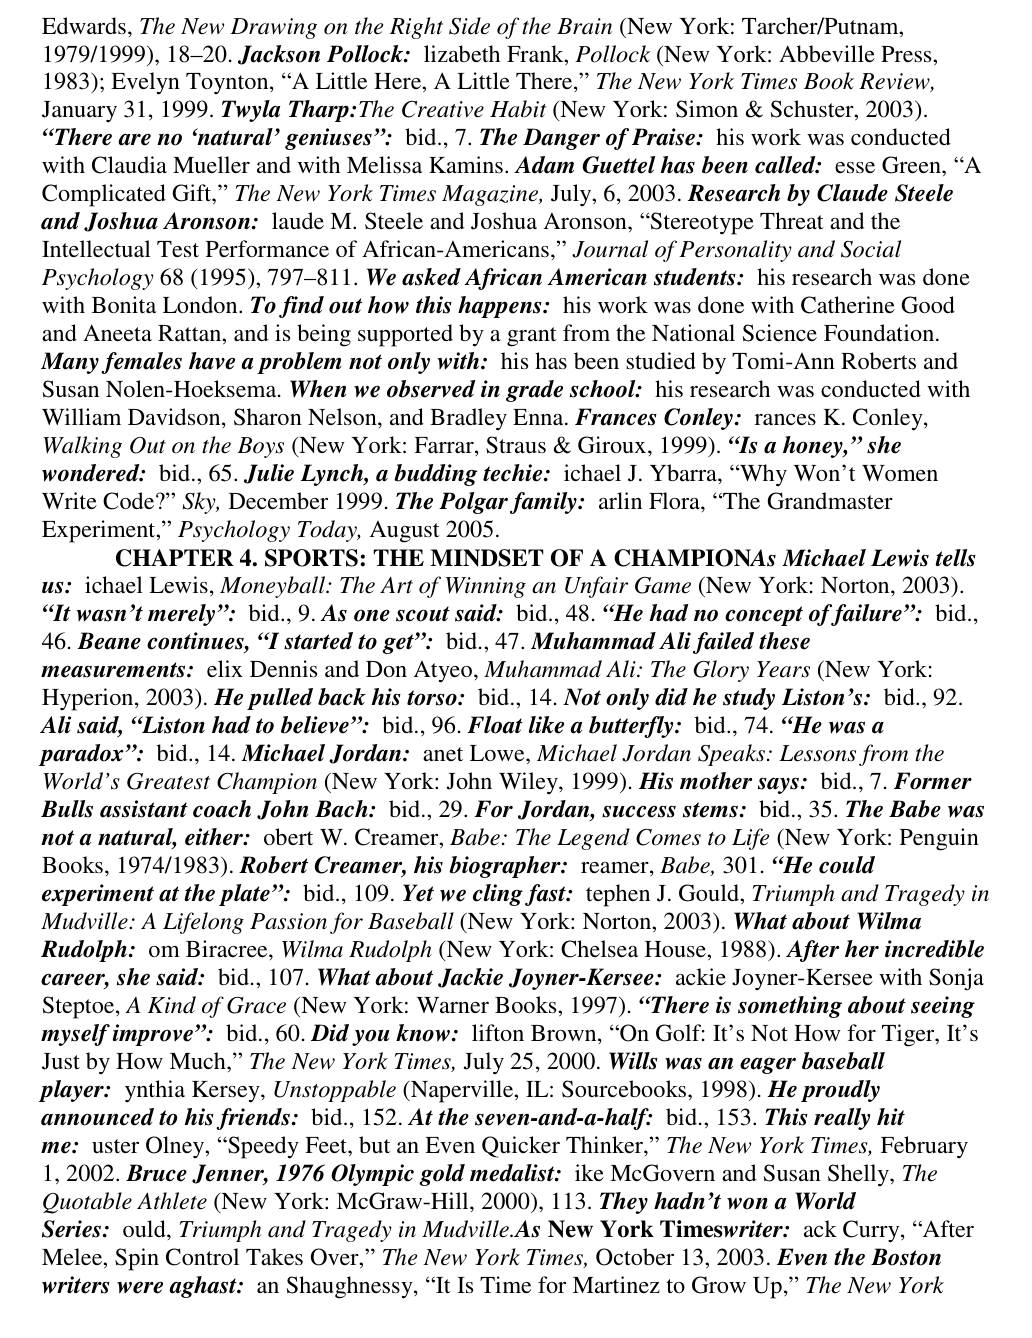 Edwards, The New Drawing on the Right Side of the Brain (New York: Tarcher/Putnam,
1979/1999), 18–20. Jackson Pollock:  lizabeth Frank, Pollock (New York: Abbeville Press,
1983); Evelyn Toynton, “A Little Here, A Little There,” The New York Times Book Review,
January 31, 1999. Twyla Tharp:The Creative Habit (New York: Simon & Schuster, 2003).
“There are no ‘natural’ geniuses”:  bid., 7. The Danger of Praise:  his work was conducted
with Claudia Mueller and with Melissa Kamins. Adam Guettel has been called:  esse Green, “A
Complicated Gift,” The New York Times Magazine, July, 6, 2003. Research by Claude Steele
and Joshua Aronson:  laude M. Steele and Joshua Aronson, “Stereotype Threat and the
Intellectual Test Performance of African-Americans,” Journal of Personality and Social
Psychology 68 (1995), 797–811. We asked African American students:  his research was done
with Bonita London. To find out how this happens:  his work was done with Catherine Good
and Aneeta Rattan, and is being supported by a grant from the National Science Foundation.
Many females have a problem not only with:  his has been studied by Tomi-Ann Roberts and
Susan Nolen-Hoeksema. When we observed in grade school:  his research was conducted with
William Davidson, Sharon Nelson, and Bradley Enna. Frances Conley:  rances K. Conley,
Walking Out on the Boys (New York: Farrar, Straus & Giroux, 1999). “Is a honey,” she
wondered:  bid., 65. Julie Lynch, a budding techie:  ichael J. Ybarra, “Why Won’t Women
Write Code?” Sky, December 1999. The Polgar family:  arlin Flora, “The Grandmaster
Experiment,” Psychology Today, August 2005.
CHAPTER 4. SPORTS: THE MINDSET OF A CHAMPIONAs Michael Lewis tells
us:  ichael Lewis, Moneyball: The Art of Winning an Unfair Game (New York: Norton, 2003).
“It wasn’t merely”:  bid., 9. As one scout said:  bid., 48. “He had no concept of failure”:  bid.,
46. Beane continues, “I started to get”:  bid., 47. Muhammad Ali failed these
measurements:  elix Dennis and Don Atyeo, Muhammad Ali: The Glory Years (New York:
Hyperion, 2003). He pulled back his torso:  bid., 14. Not only did he study Liston’s:  bid., 92.
Ali said, “Liston had to believe”:  bid., 96. Float like a butterfly:  bid., 74. “He was a
paradox”:  bid., 14. Michael Jordan:  anet Lowe, Michael Jordan Speaks: Lessons from the
World’s Greatest Champion (New York: John Wiley, 1999). His mother says:  bid., 7. Former
Bulls assistant coach John Bach:  bid., 29. For Jordan, success stems:  bid., 35. The Babe was
not a natural, either:  obert W. Creamer, Babe: The Legend Comes to Life (New York: Penguin
Books, 1974/1983). Robert Creamer, his biographer:  reamer, Babe, 301. “He could
experiment at the plate”:  bid., 109. Yet we cling fast:  tephen J. Gould, Triumph and Tragedy in
Mudville: A Lifelong Passion for Baseball (New York: Norton, 2003). What about Wilma
Rudolph:  om Biracree, Wilma Rudolph (New York: Chelsea House, 1988). After her incredible
career, she said:  bid., 107. What about Jackie Joyner-Kersee:  ackie Joyner-Kersee with Sonja
Steptoe, A Kind of Grace (New York: Warner Books, 1997). “There is something about seeing
myself improve”:  bid., 60. Did you know:  lifton Brown, “On Golf: It’s Not How for Tiger, It’s
Just by How Much,” The New York Times, July 25, 2000. Wills was an eager baseball
player:  ynthia Kersey, Unstoppable (Naperville, IL: Sourcebooks, 1998). He proudly
announced to his friends:  bid., 152. At the seven-and-a-half:  bid., 153. This really hit
me:  uster Olney, “Speedy Feet, but an Even Quicker Thinker,” The New York Times, February
1, 2002. Bruce Jenner, 1976 Olympic gold medalist:  ike McGovern and Susan Shelly, The
Quotable Athlete (New York: McGraw-Hill, 2000), 113. They hadn’t won a World
Series:  ould, Triumph and Tragedy in Mudville.As New York Timeswriter:  ack Curry, “After
Melee, Spin Control Takes Over,” The New York Times, October 13, 2003. Even the Boston
writers were aghast:  an Shaughnessy, “It Is Time for Martinez to Grow Up,” The New York